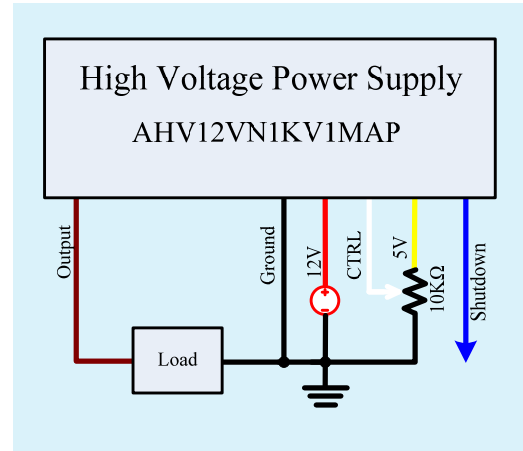 High Voltage Power Supply
AHV12VN1KV1MAP
Output
Ground
12V
CTRL
5V
10KΩ
Shutdown
Load